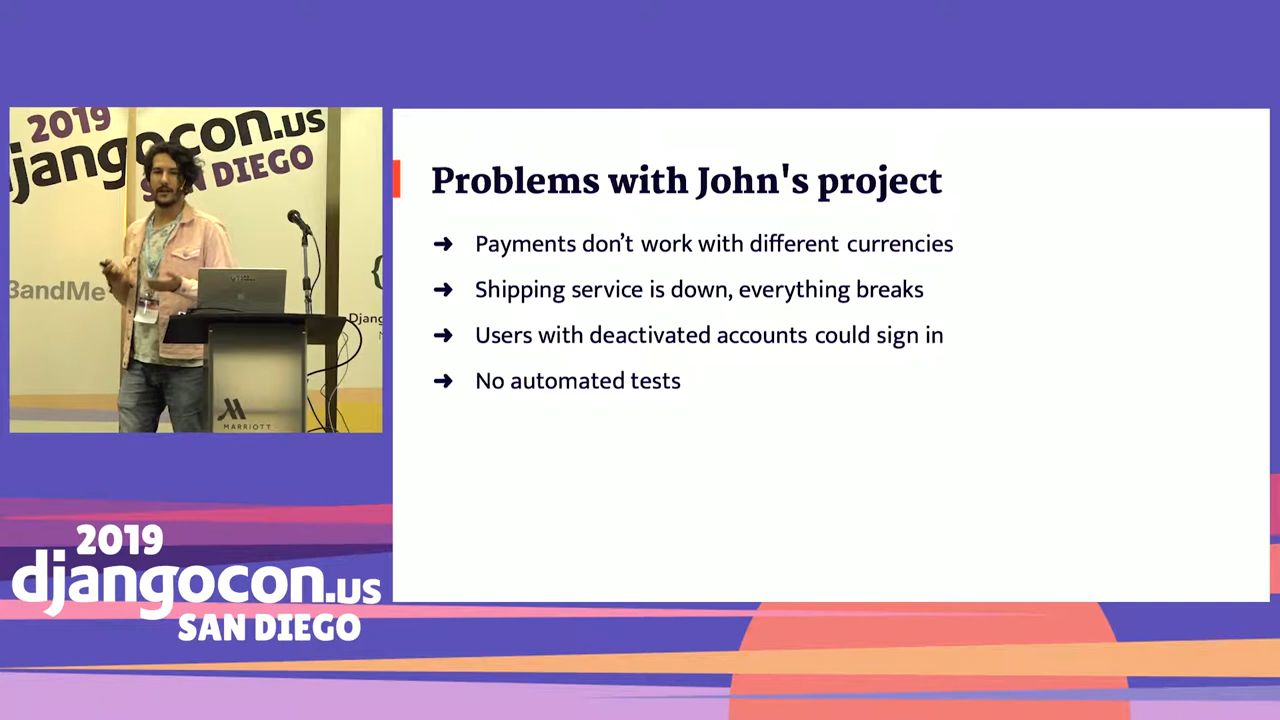 2019
djangocon.us
SAN DIEGO
3andMe
Djang
MARRIOTT
Problems with John's project
➜ Payments don’t work with different currencies
➜ Shipping service is down, everything breaks
➜ Users with deactivated accounts could sign in
➜ No automated tests
2019
djangocon.us
SAN DIEGO